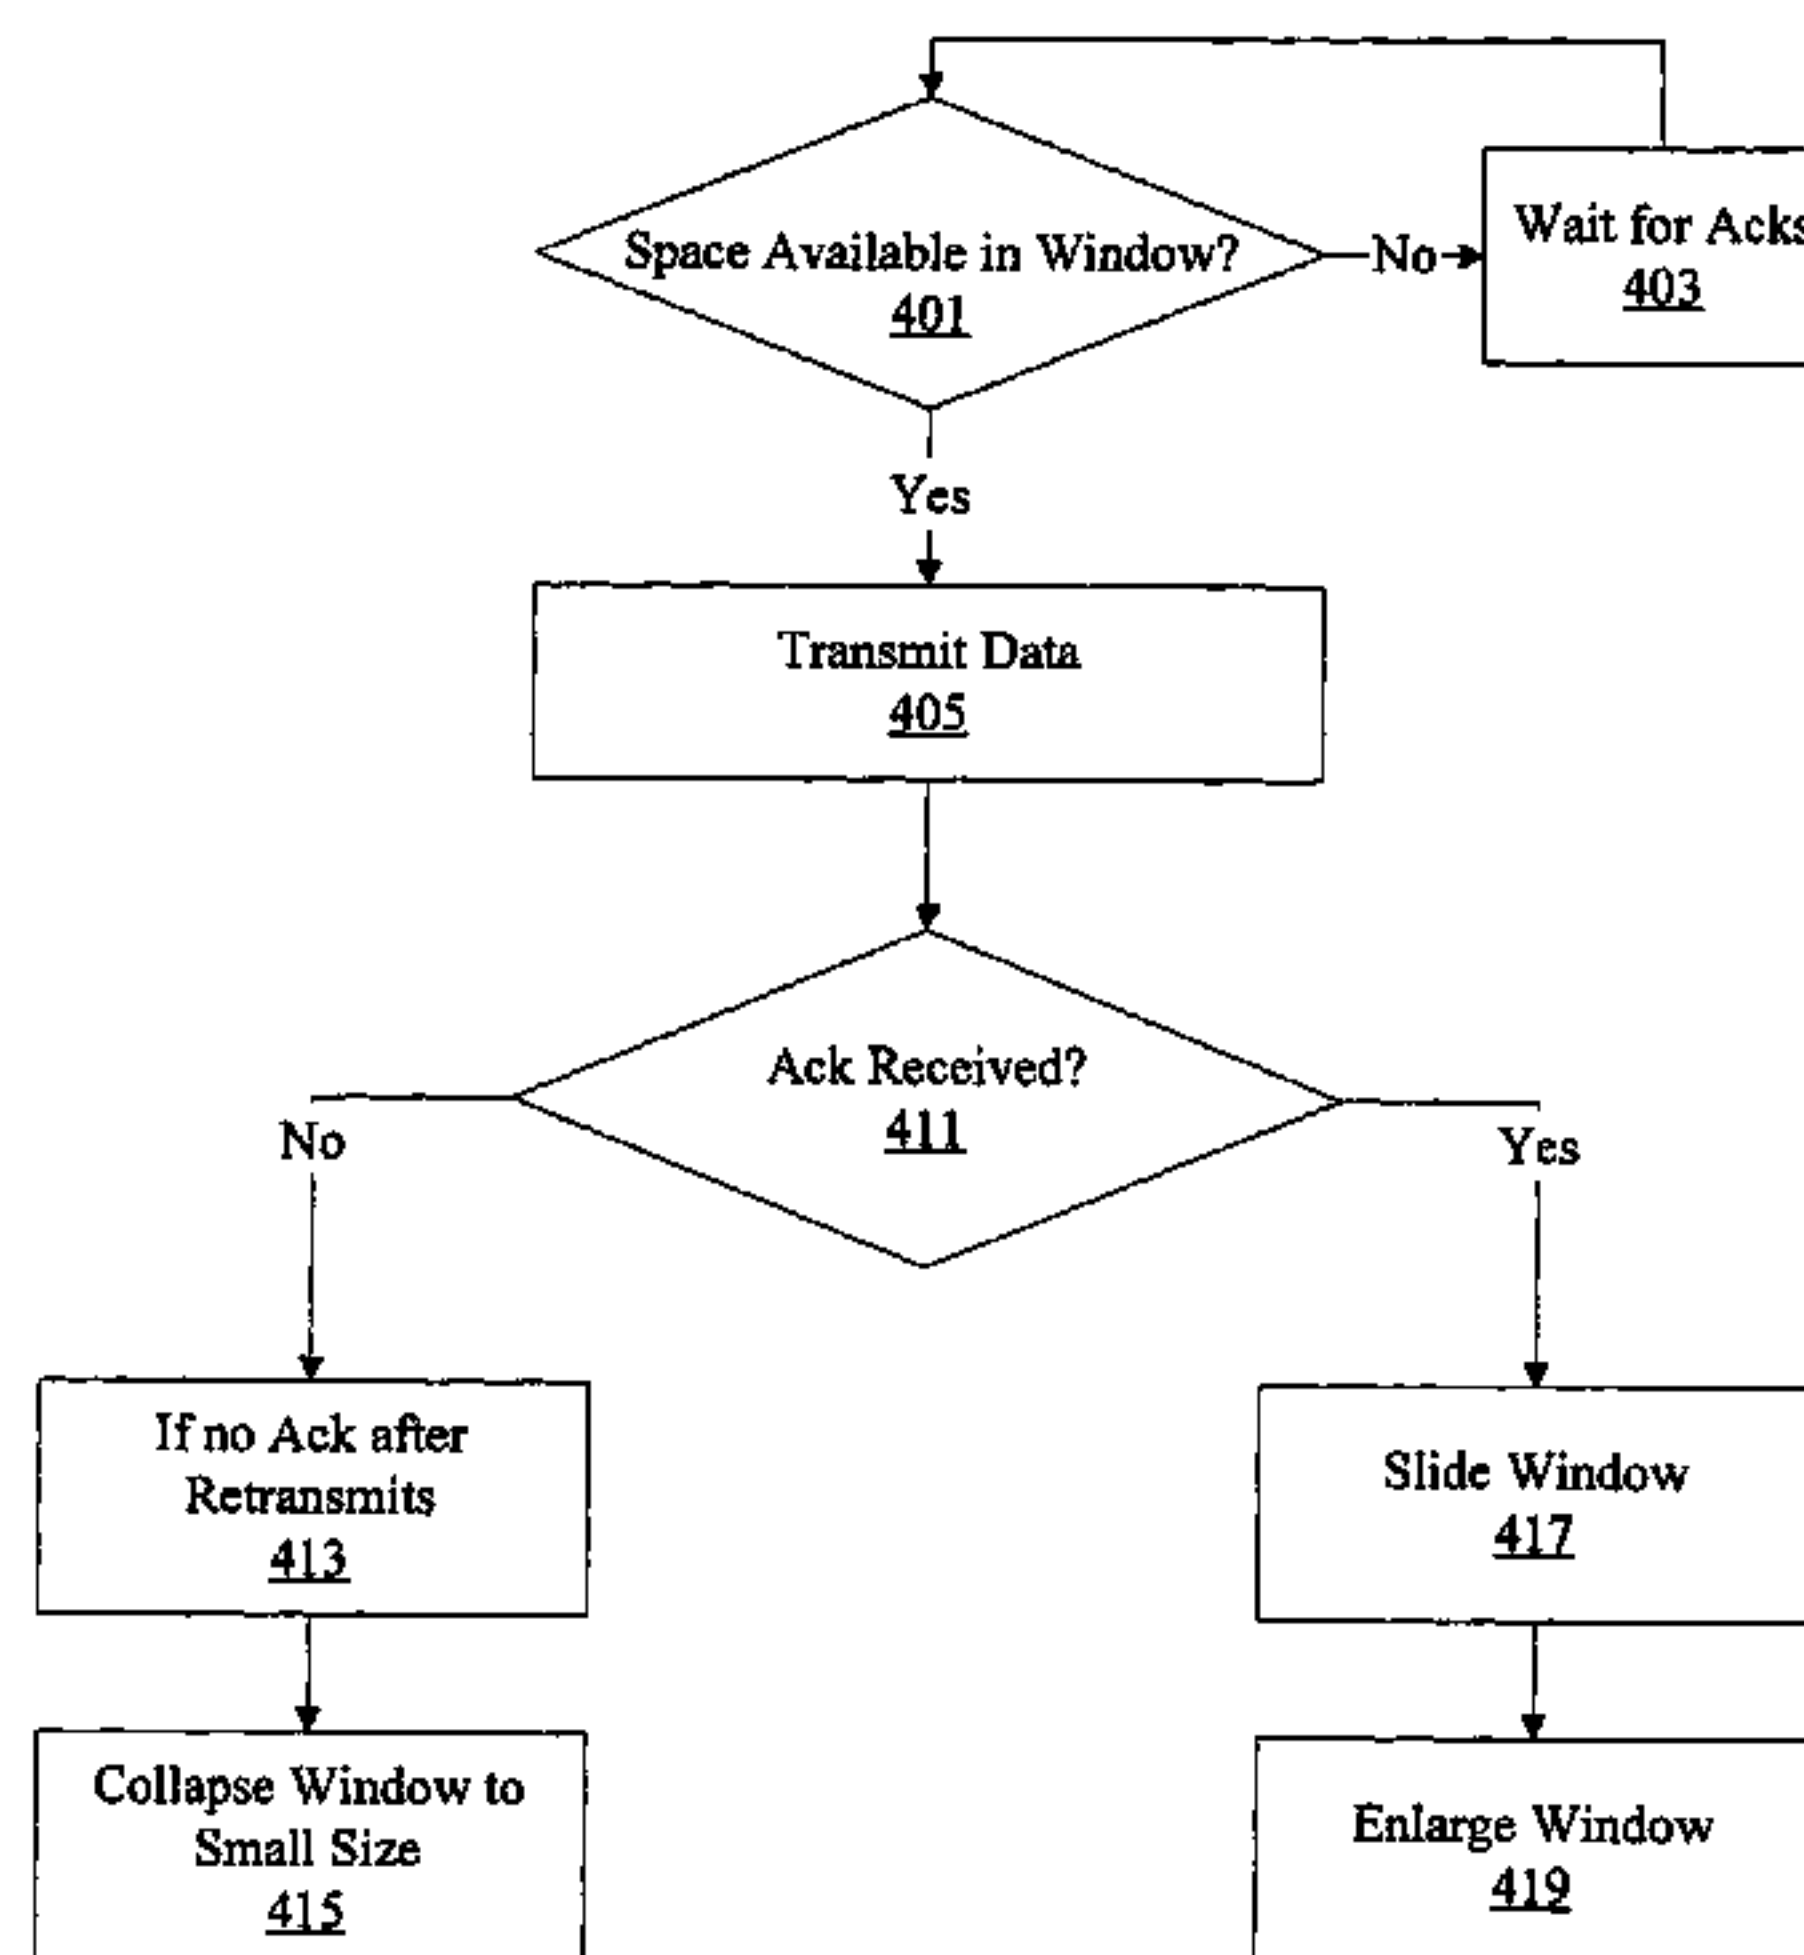 Space Available in Window?
401
No
Wait for Acks
403
Yes
Transmit Data
405
Ack Received?
411
No
Yes
If no Ack after
Retransmits
413
Slide Window
417
Collapse Window to
Small Size
415
Enlarge Window
419